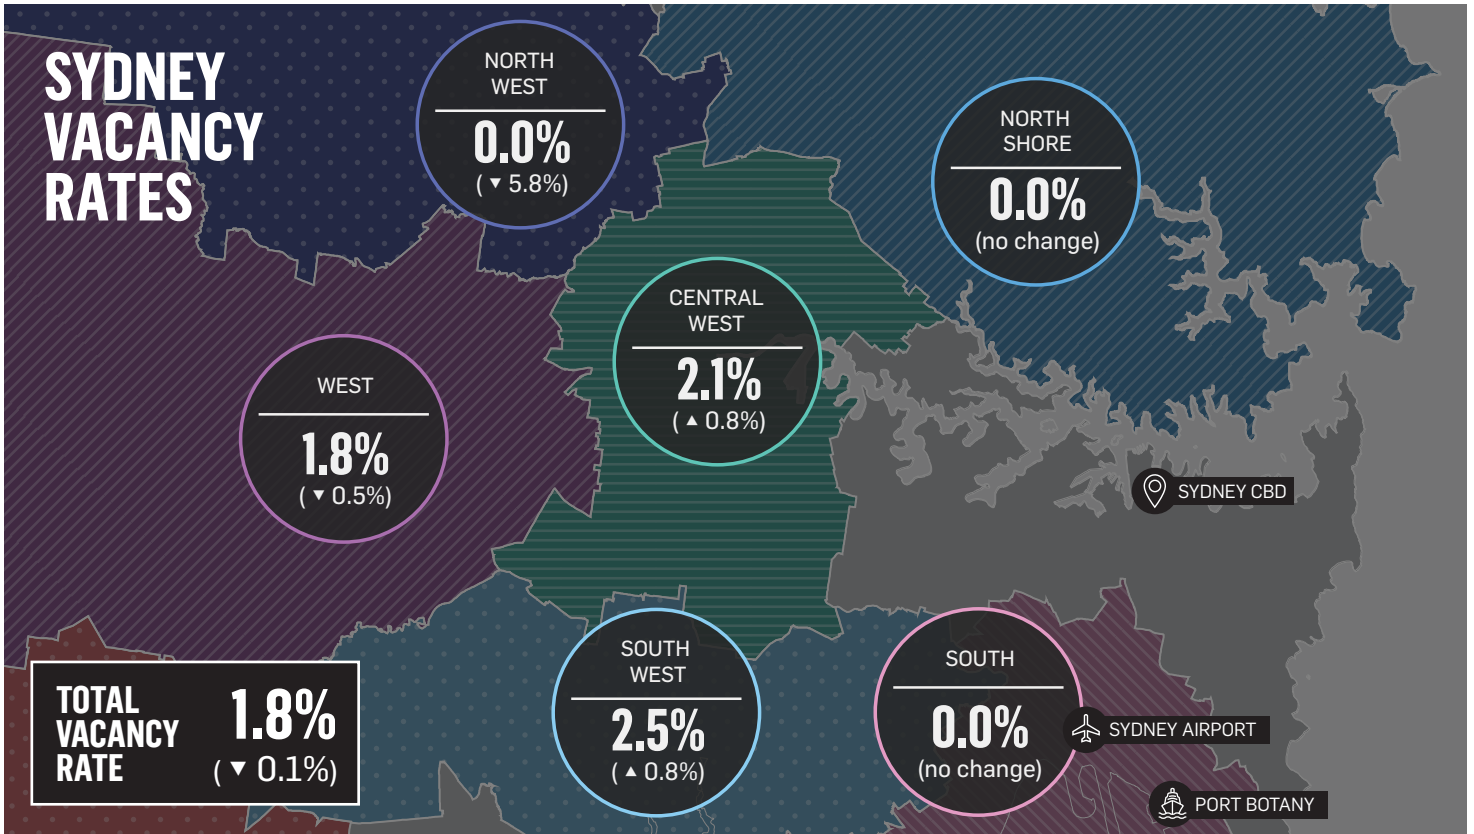 SYDNEY
VACANCY
RATES
NORTH
WEST
0.0%
( ▼ 5.8%)
NORTH
SHORE
0.0%
(no change)
CENTRAL
WEST
2.1%
( ▲ 0.8%)
WEST
1.8%
( ▼ 0.5%)
SYDNEY CBD
SOUTH
WEST
2.5%
( ▲ 0.8%)
SOUTH
0.0%
(no change)
SYDNEY AIRPORT
PORT BOTANY
TOTAL
VACANCY
RATE
1.8%
( ▼ 0.1%)